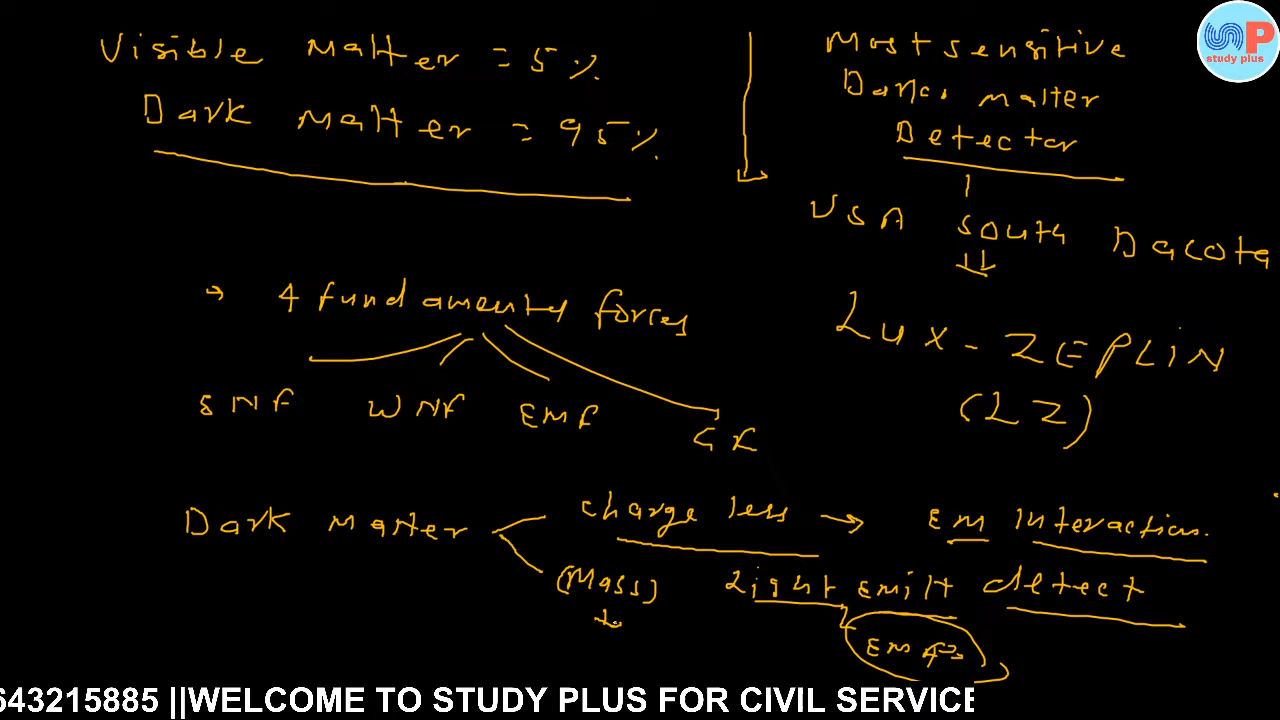 Visible Matter = 5%
Dark Matter = 95%
Most sensitive
Dark matter
Detector
USA South Dacota
Lux-ZEPLIN
(LZ)
→ 4 fundamental forces
SNF WNF EMF GF
Dark Matter charge less → EM Interaction.
(Mass) Light Emitt detect
EMF
SP
study plus
643215885 ||WELCOME TO STUDY PLUS FOR CIVIL SERVICE